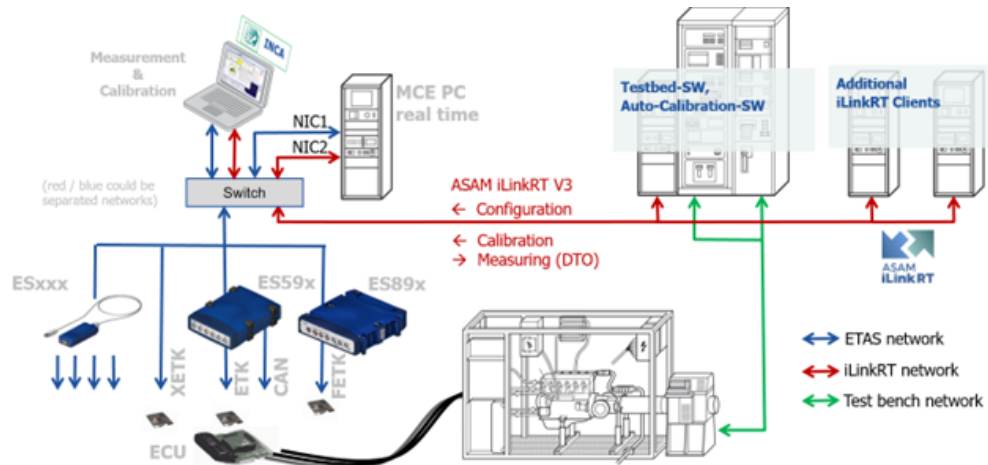 INCA
Measurement
&
Calibration
MCE PC
real time
NIC1
NIC2
Testbed-SW,
Auto-Calibration-SW
Additional
iLinkRT Clients
(red / blue could be
separated networks)
Switch
ASAM iLinkRT V3
← Configuration
← Calibration
→ Measuring (DTO)
ASAM
iLinkRT
ESxxx
ES59x
ES89x
XETK
ETK
CAN
FETK
ECU
ETAS network
iLinkRT network
Test bench network